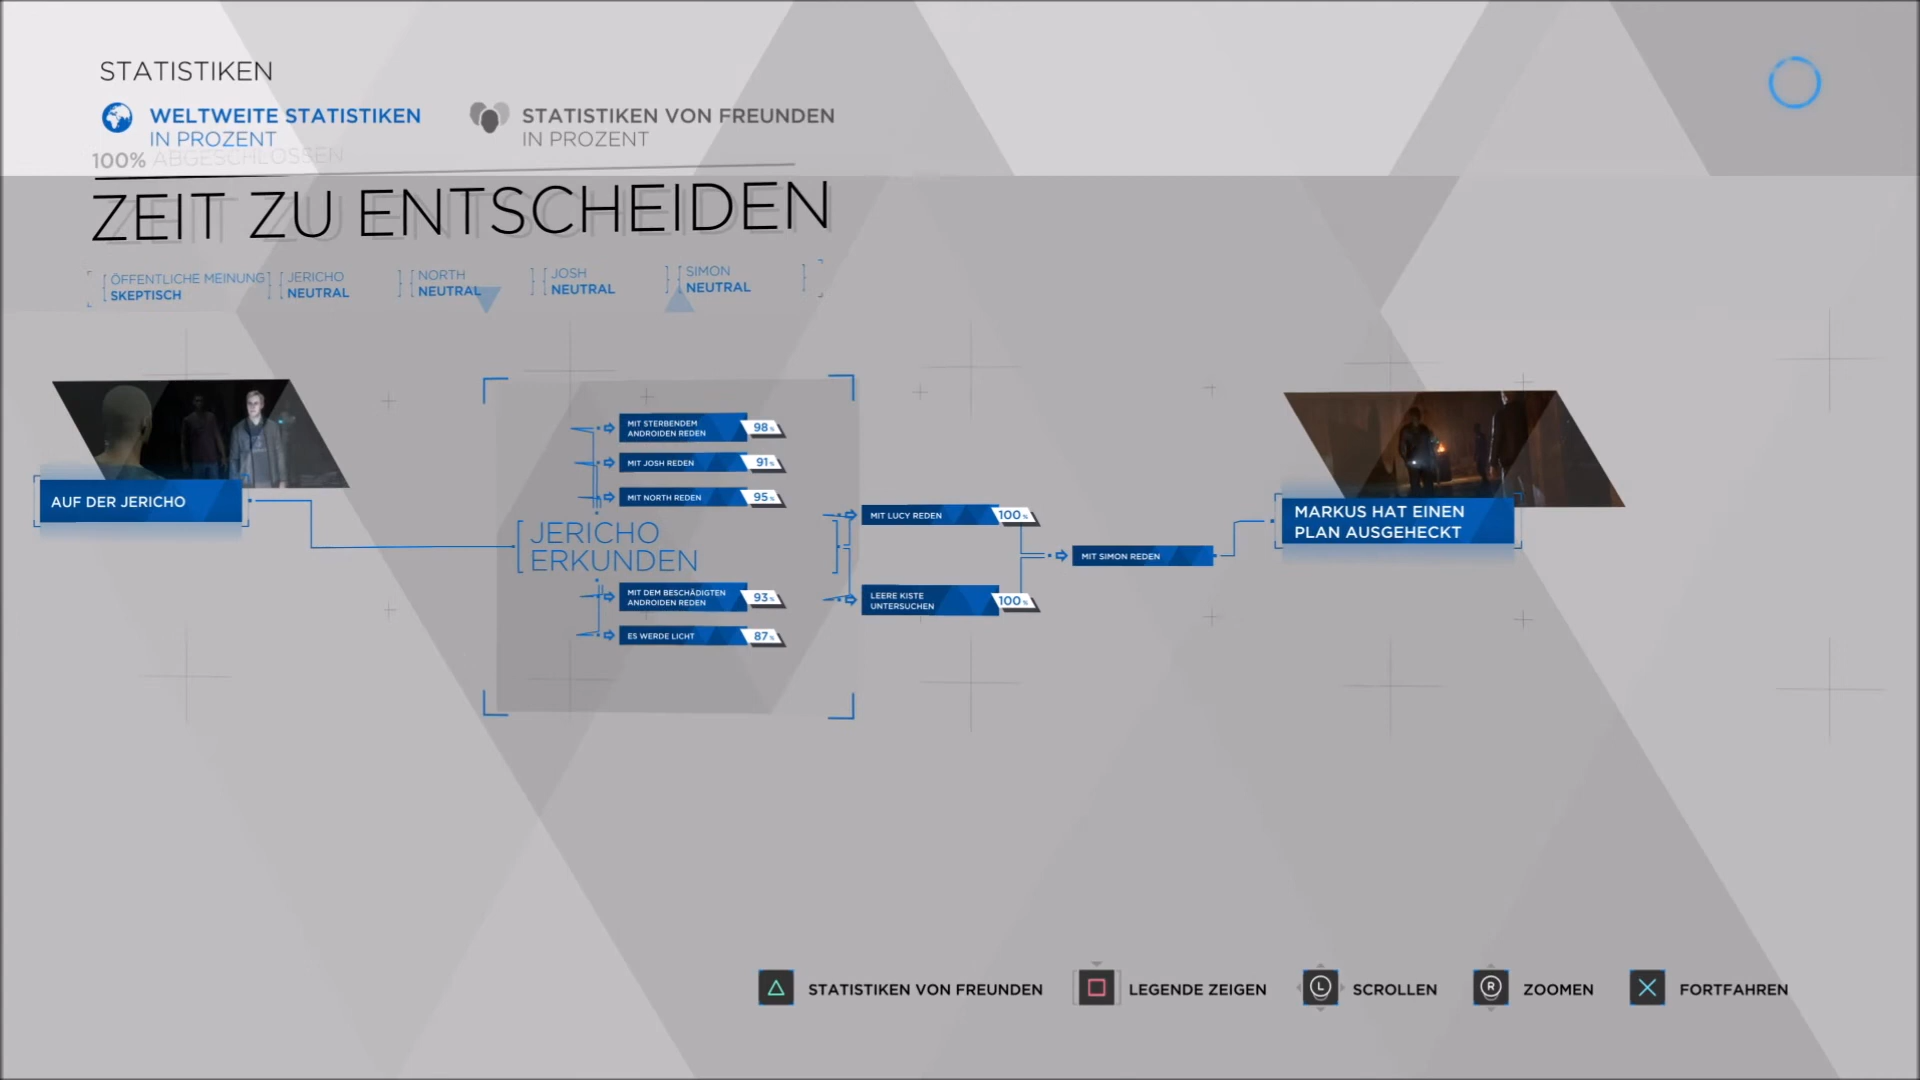 STATISTIKEN
WELTWEITE STATISTIKEN
IN PROZENT
STATISTIKEN VON FREUNDEN
IN PROZENT
100% ABGESCHLOSSEN
ZEIT ZU ENTSCHEIDEN
ÖFFENTLICHE MEINUNG
SKEPTISCH
JERICHO
NEUTRAL
NORTH
NEUTRAL
JOSH
NEUTRAL
SIMON
NEUTRAL
AUF DER JERICHO
MIT STERBENDEM
ANDROIDEN REDEN
98%
MIT JOSH REDEN
91%
MIT NORTH REDEN
95%
JERICHO
ERKUNDEN
MIT DEM BESCHÄDIGTEN
ANDROIDEN REDEN
93%
ES WERDE LICHT
87%
MIT LUCY REDEN
100%
LEERE KISTE
UNTERSUCHEN
100%
MIT SIMON REDEN
MARKUS HAT EINEN
PLAN AUSGEHECKT
STATISTIKEN VON FREUNDEN
LEGENDE ZEIGEN
L
SCROLLEN
R
ZOOMEN
FORTFAHREN